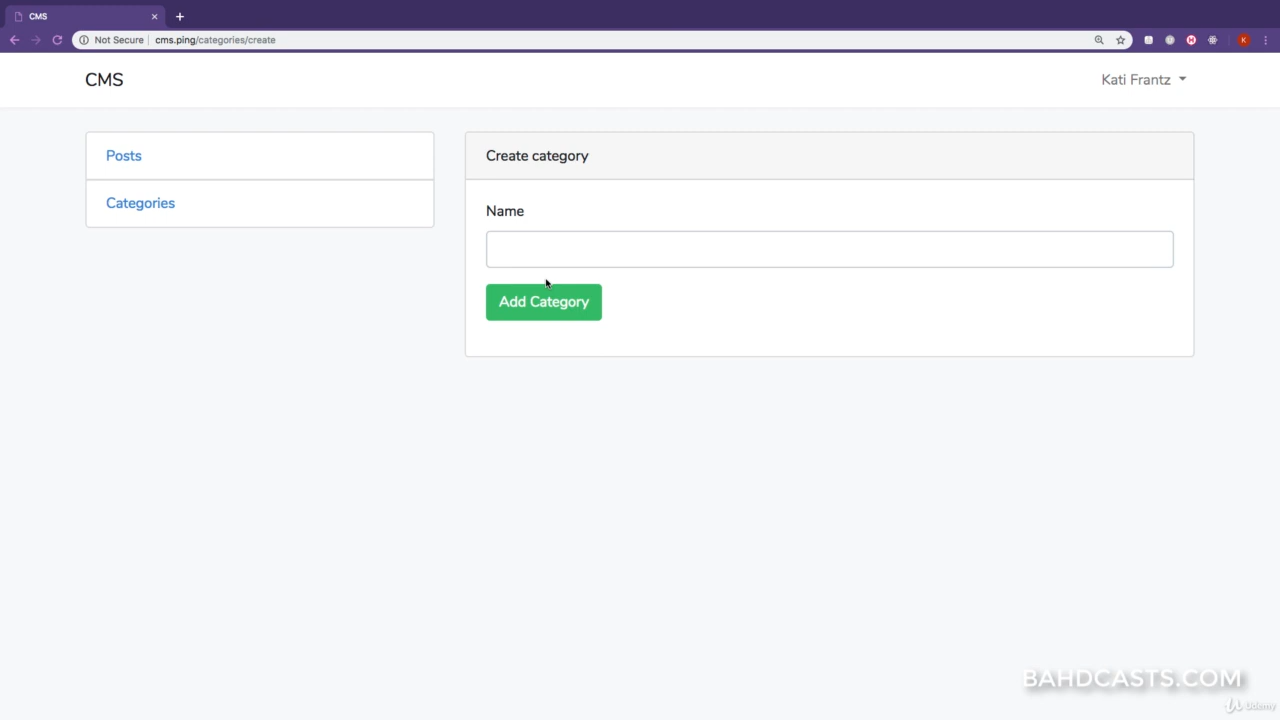 CMS
Not Secure
cms.ping/categories/create
K
CMS
Kati Frantz
Posts
Categories
Create category
Name
Add Category
BAHDCASTS.COM
Udemy